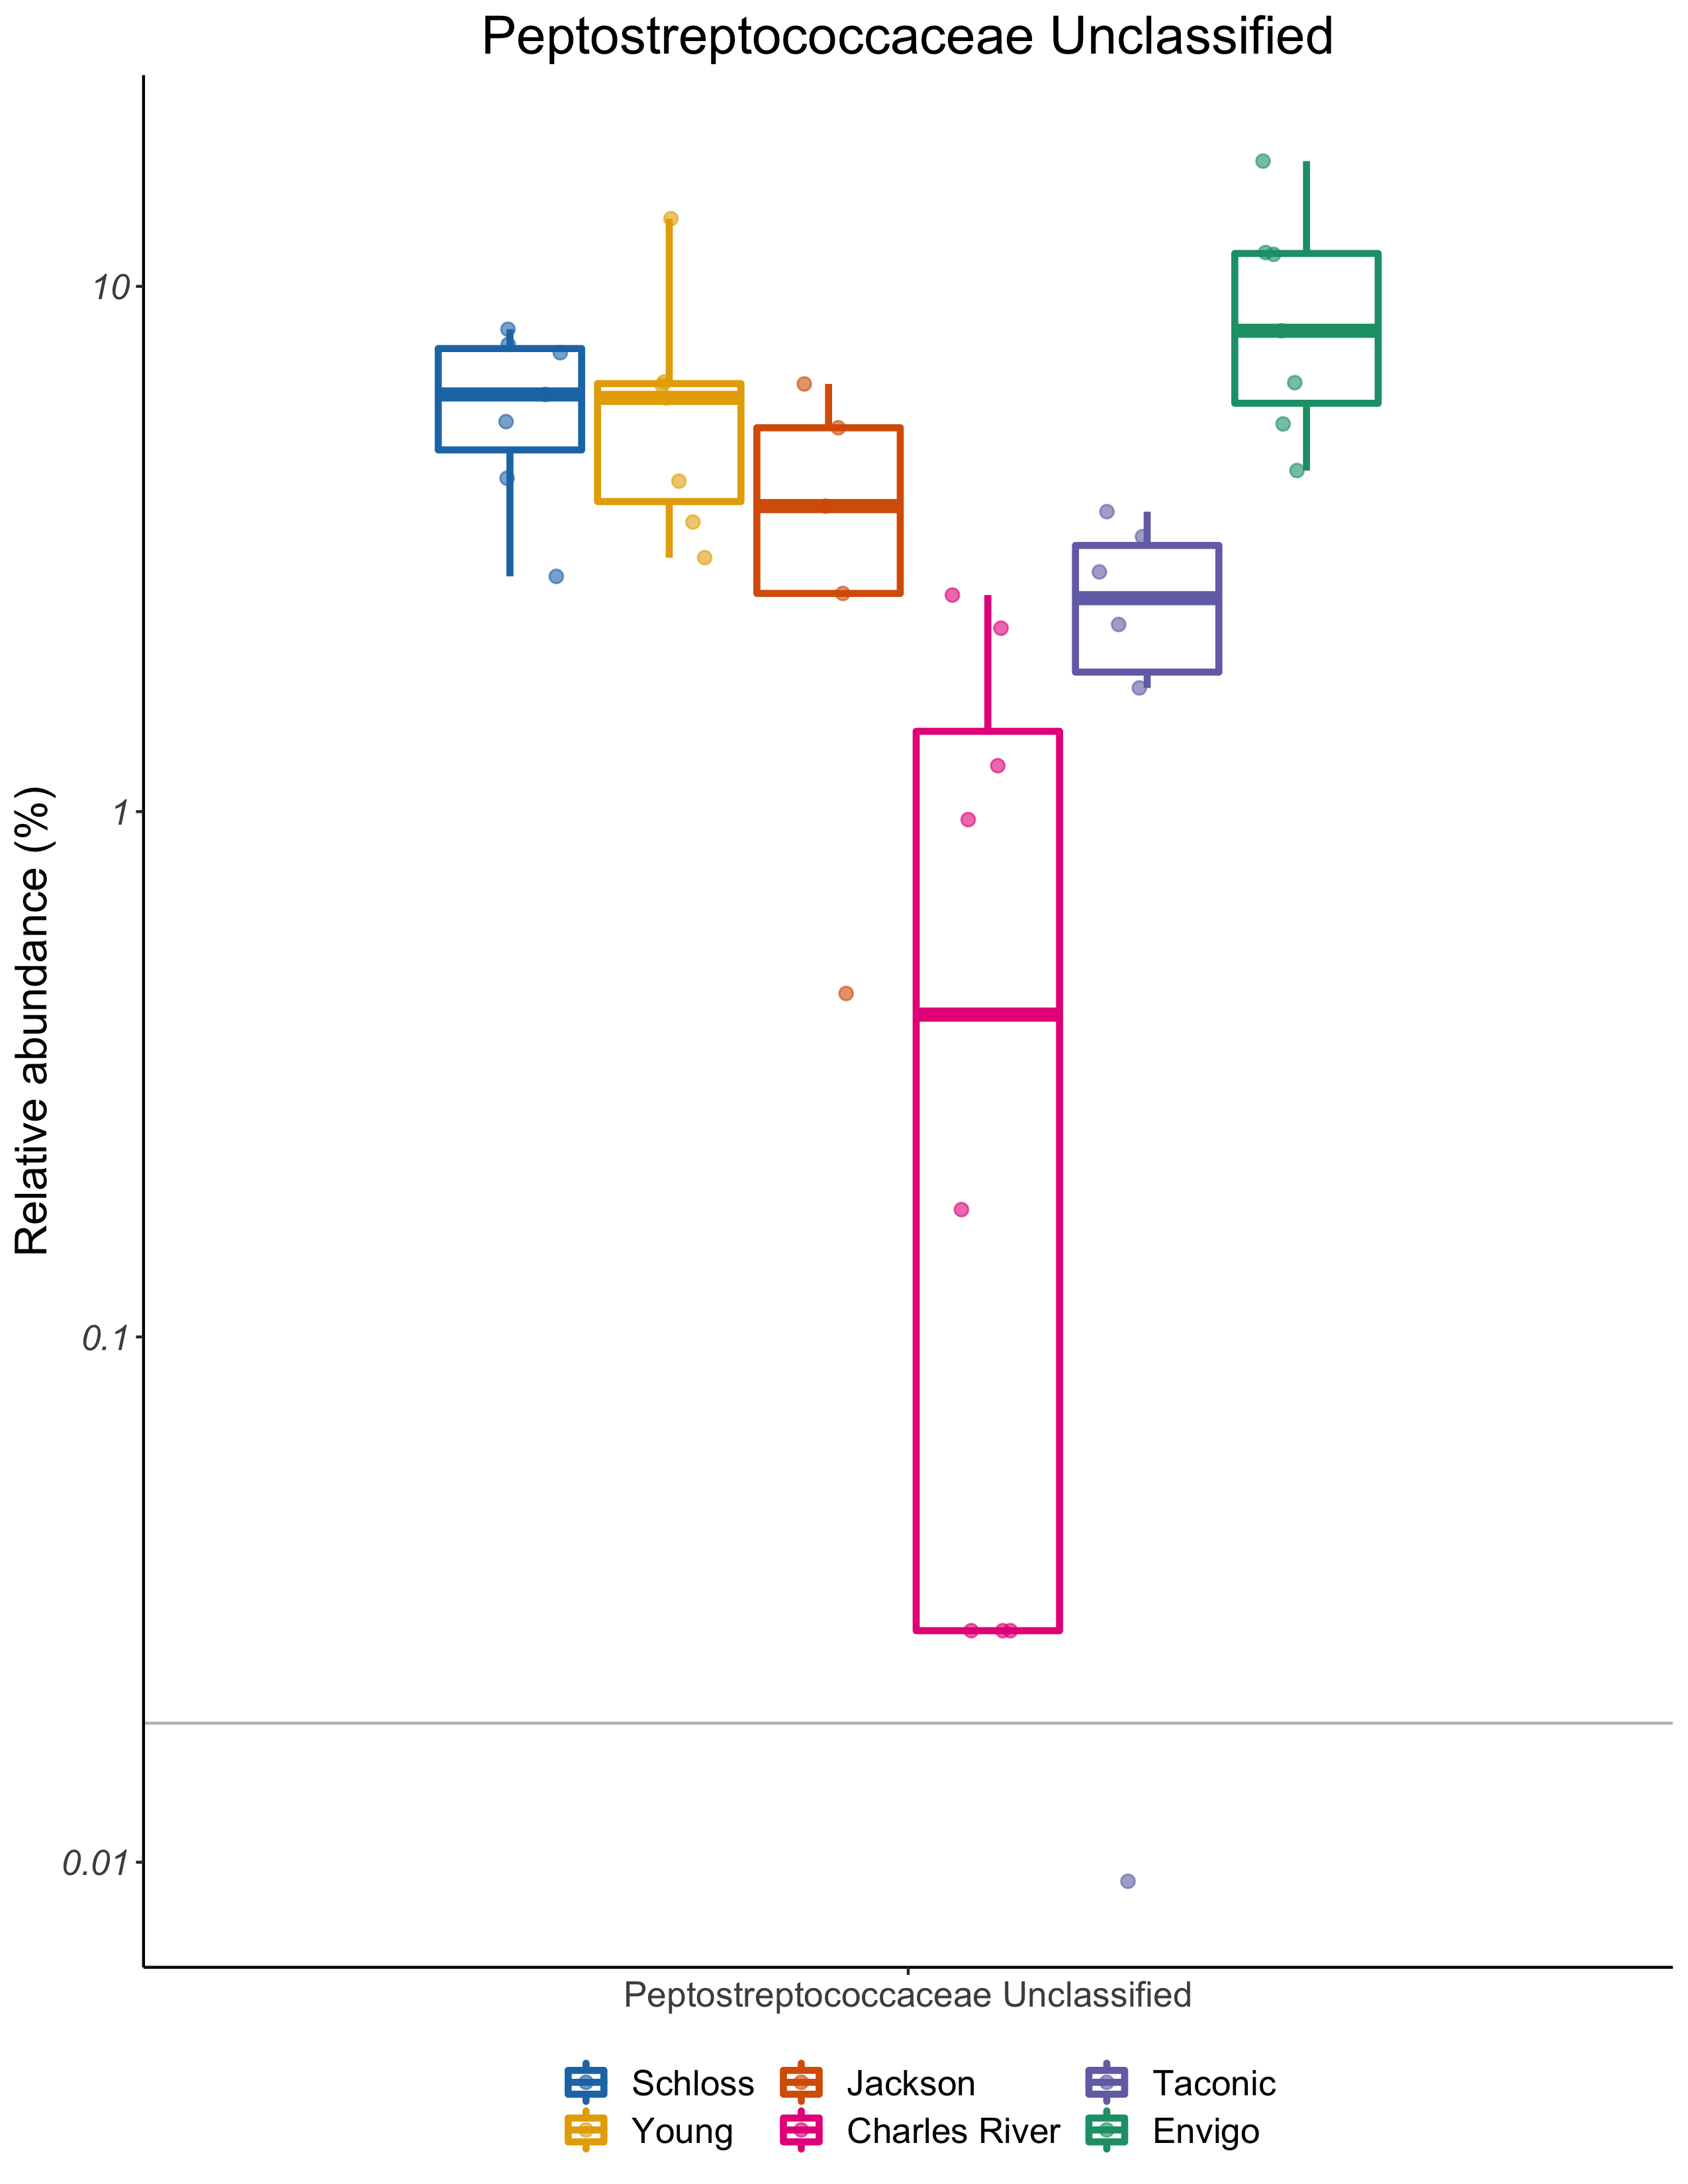 Peptostreptococcaceae Unclassified
Relative abundance (%)
10
1
0.1
0.01
Peptostreptococcaceae Unclassified
Schloss
Jackson
Taconic
Young
Charles River
Envigo